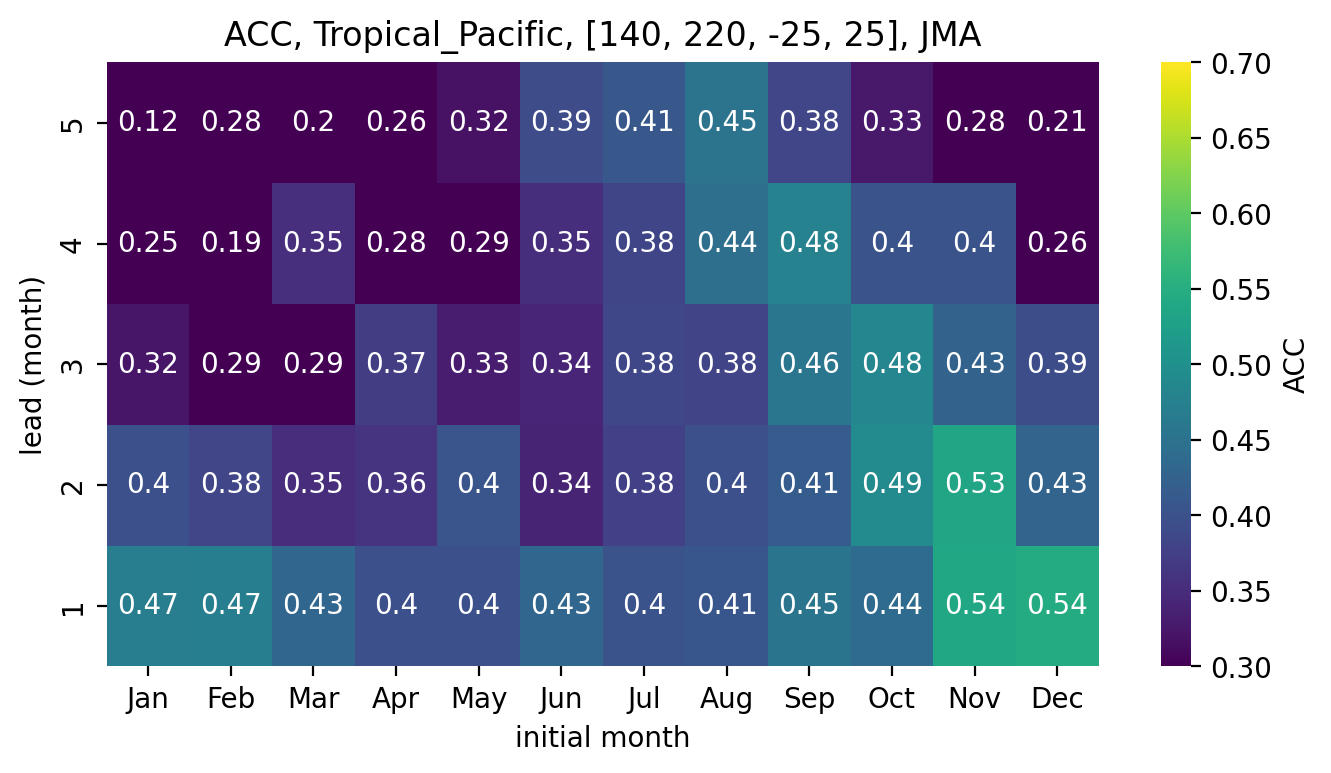 ACC, Tropical_Pacific, [140, 220, -25, 25], JMA
5 0.12 0.28 0.2 0.26 0.32 0.39 0.41 0.45 0.38 0.33 0.28 0.21
4 0.25 0.19 0.35 0.28 0.29 0.35 0.38 0.44 0.48 0.4 0.4 0.26
3 0.32 0.29 0.29 0.37 0.33 0.34 0.38 0.38 0.46 0.48 0.43 0.39
2 0.4 0.38 0.35 0.36 0.4 0.34 0.38 0.4 0.41 0.49 0.53 0.43
1 0.47 0.47 0.43 0.4 0.4 0.43 0.4 0.41 0.45 0.44 0.54 0.54
Jan Feb Mar Apr May Jun Jul Aug Sep Oct Nov Dec
initial month
lead (month)
0.70
0.65
0.60
0.55
0.50
0.45
0.40
0.35
0.30
ACC